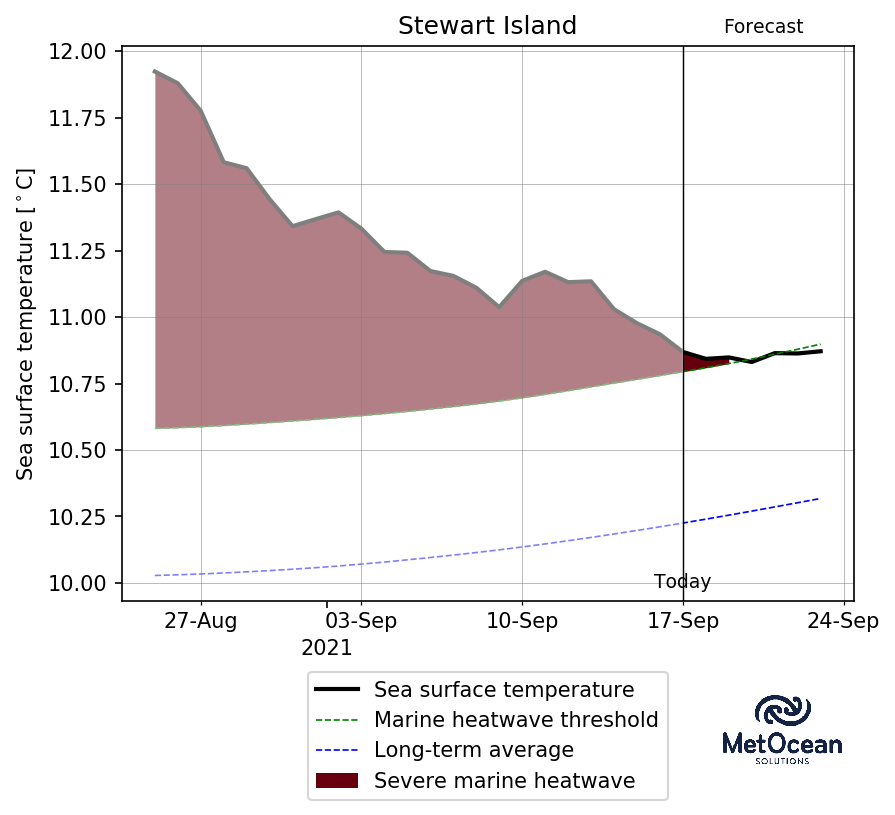 Stewart Island
Forecast
Sea surface temperature [°C]
12.00
11.75
11.50
11.25
11.00
10.75
10.50
10.25
10.00
Today
27-Aug
03-Sep
10-Sep
17-Sep
24-Sep
2021
Sea surface temperature
Marine heatwave threshold
Long-term average
Severe marine heatwave
MetOcean
SOLUTIONS